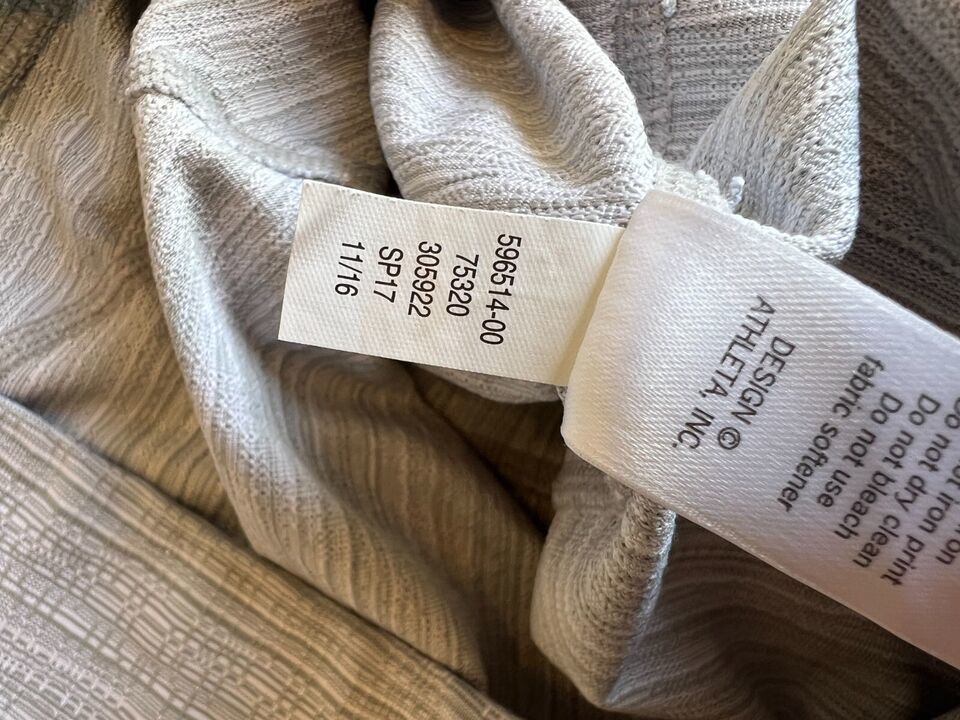 596514-00
75320
305922
SP17
11/16
not iron print
Do not dry clean
Do not bleach
Do not use
fabric softener
DESIGN ©
ATHLETA, INC.